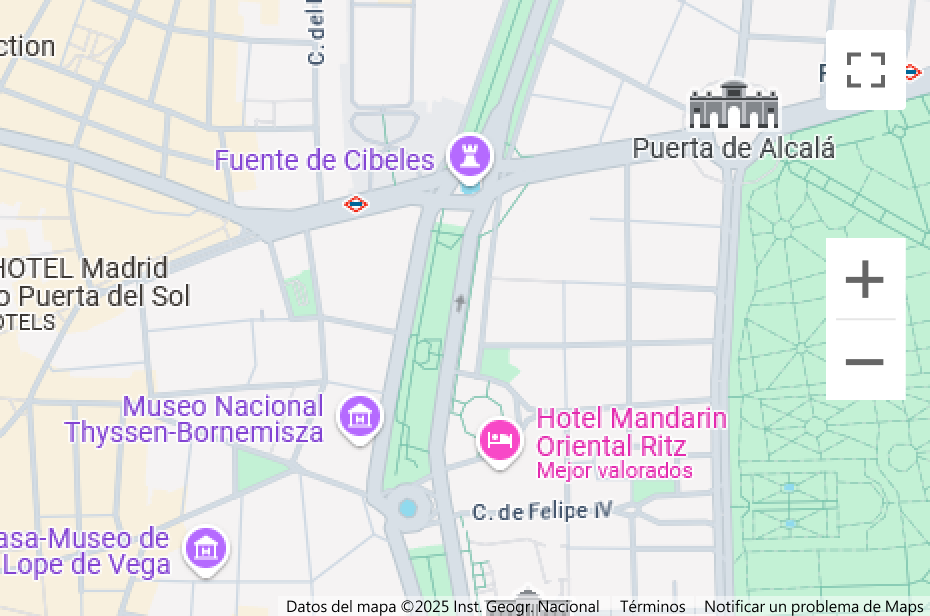 ction
C. del
Fuente de Cibeles
Puerta de Alcalá
HOTEL Madrid
o Puerta del Sol
OTELS
Museo Nacional
Thyssen-Bornemisza
Hotel Mandarin
Oriental Ritz
Mejor valorados
C. de Felipe IV
asa-Museo de
Lope de Vega
Datos del mapa ©2025 Inst. Geogr. Nacional
Términos
Notificar un problema de Maps